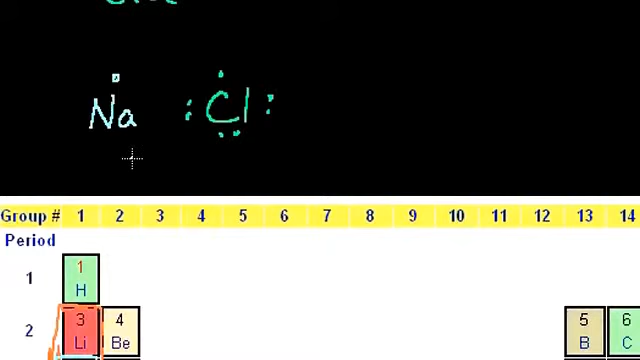 Na Cl
Group # 1 2 3 4 5 6 7 8 9 10 11 12 13 14
Period
1 1
H
2 3 4 5 6
Li Be B C